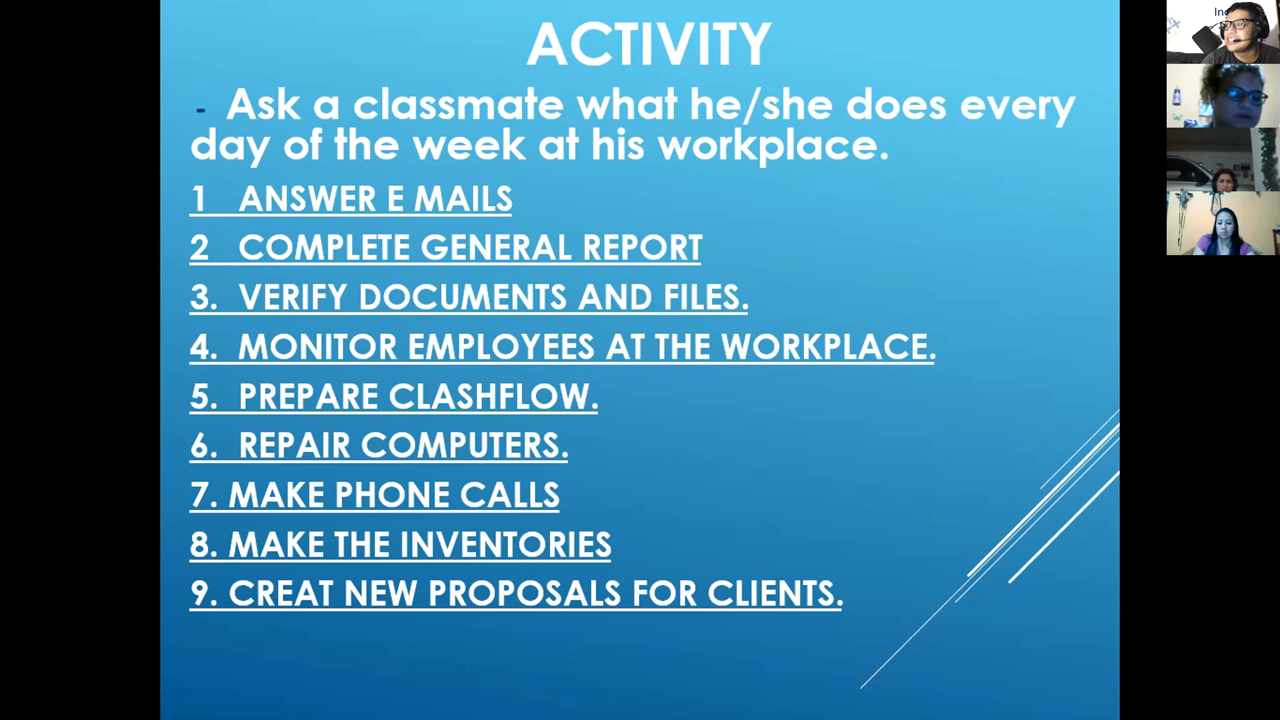 ACTIVITY
- Ask a classmate what he/she does every
day of the week at his workplace.
1 ANSWER E MAILS
2 COMPLETE GENERAL REPORT
3. VERIFY DOCUMENTS AND FILES.
4. MONITOR EMPLOYEES AT THE WORKPLACE.
5. PREPARE CLASHFLOW.
6. REPAIR COMPUTERS.
7. MAKE PHONE CALLS
8. MAKE THE INVENTORIES
9. CREAT NEW PROPOSALS FOR CLIENTS.